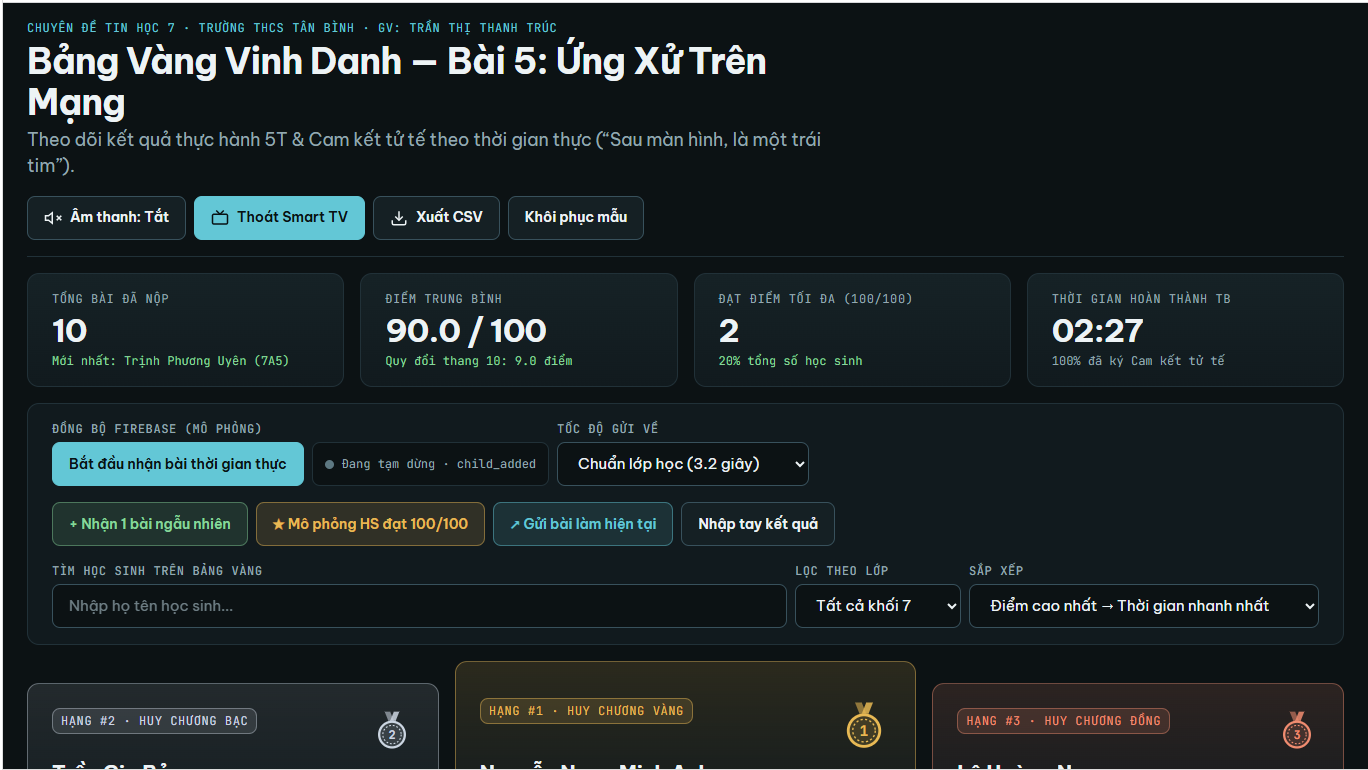 CHUYÊN ĐỀ TIN HỌC 7 · TRƯỜNG THCS TÂN BÌNH · GV: TRẦN THỊ THANH TRÚC
Bảng Vàng Vinh Danh — Bài 5: Ứng Xử Trên
Mạng
Theo dõi kết quả thực hành 5T & Cam kết tử tế theo thời gian thực (“Sau màn hình, là một trái
tim”).
Âm thanh: Tắt Thoát Smart TV Xuất CSV Khôi phục mẫu
TỔNG BÀI ĐÃ NỘP ĐIỂM TRUNG BÌNH ĐẠT ĐIỂM TỐI ĐA (100/100) THỜI GIAN HOÀN THÀNH TB
10 90.0 / 100 2 02:27
Mới nhất: Trịnh Phương Uyên (7A5) Quy đổi thang 10: 9.0 điểm 20% tổng số học sinh 100% đã ký Cam kết tử tế
ĐỒNG BỘ FIREBASE (MÔ PHỎNG) TỐC ĐỘ GỬI VỀ
Bắt đầu nhận bài thời gian thực Đang tạm dừng · child_added Chuẩn lớp học (3.2 giây)
+ Nhận 1 bài ngẫu nhiên ★ Mô phỏng HS đạt 100/100 ↗ Gửi bài làm hiện tại Nhập tay kết quả
TÌM HỌC SINH TRÊN BẢNG VÀNG LỌC THEO LỚP SẮP XẾP
Nhập họ tên học sinh... Tất cả khối 7 Điểm cao nhất → Thời gian nhanh nhất
HẠNG #2 · HUY CHƯƠNG BẠC 2 HẠNG #1 · HUY CHƯƠNG VÀNG 1 HẠNG #3 · HUY CHƯƠNG ĐỒNG 3